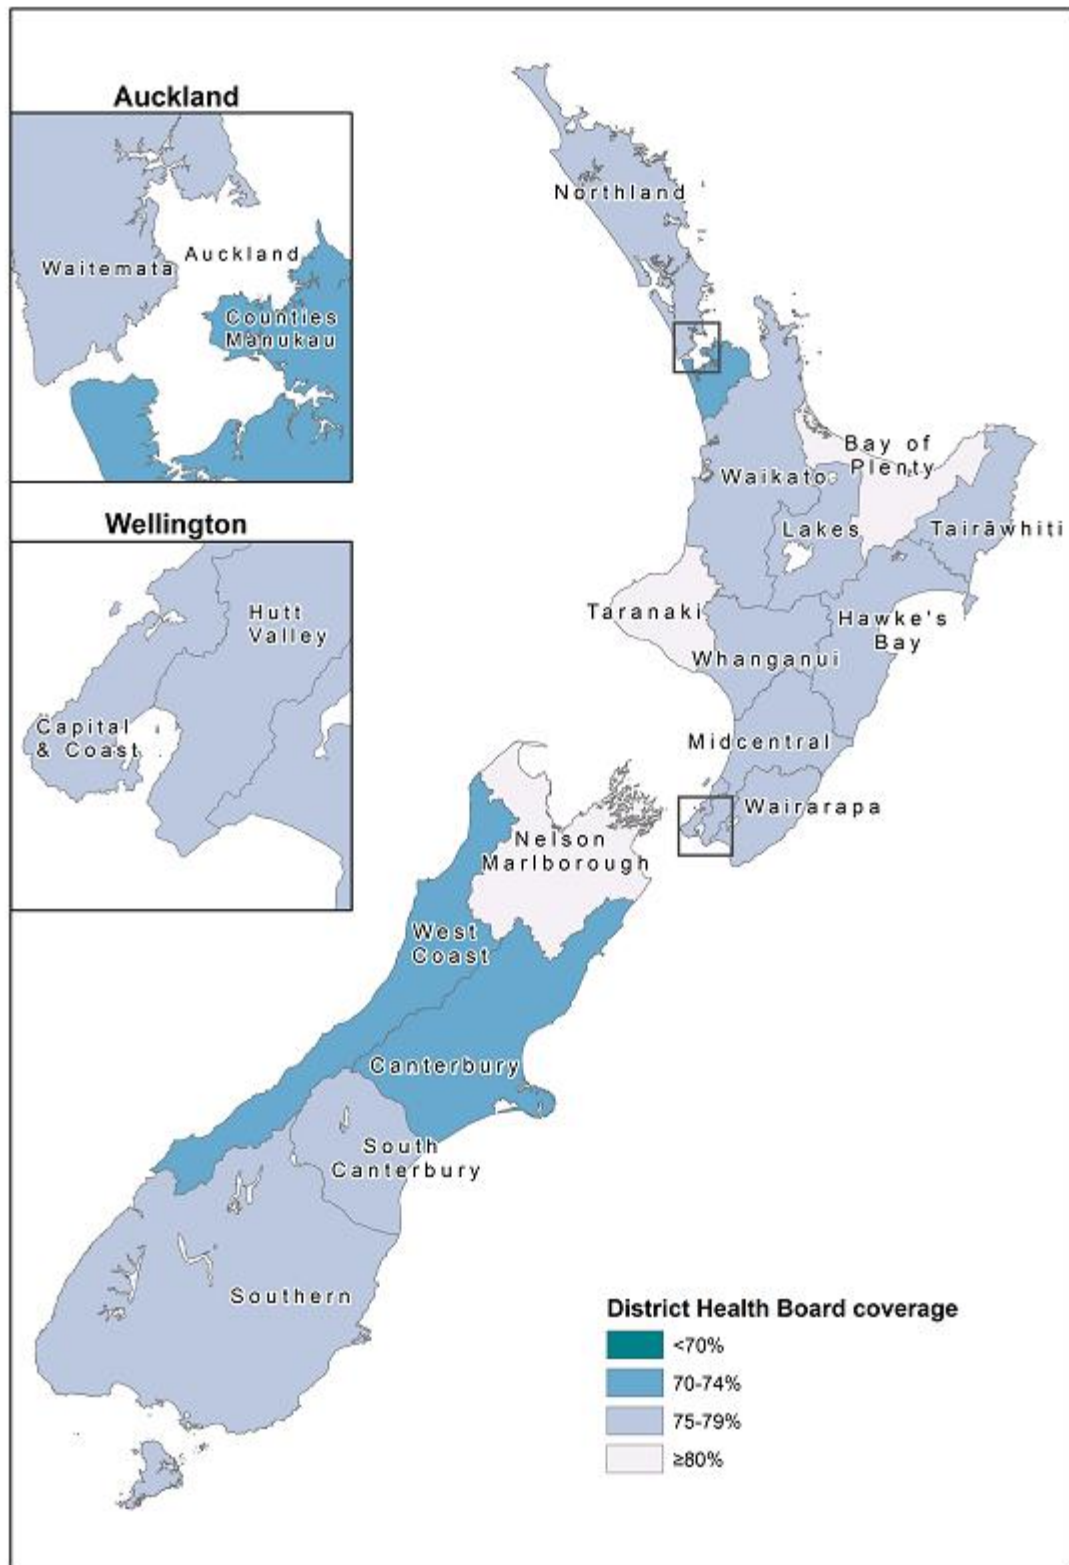 Auckland
Waitemata
Auckland
Counties
Manukau
Wellington
Hutt
Valley
Capital
& Coast
Northland
Bay of
Plenty
Waikato
Lakes
Tairāwhiti
Taranaki
Hawke's
Bay
Whanganui
Midcentral
Wairarapa
Nelson
Marlborough
West
Coast
Canterbury
South
Canterbury
Southern
District Health Board coverage
<70%
70-74%
75-79%
≥80%